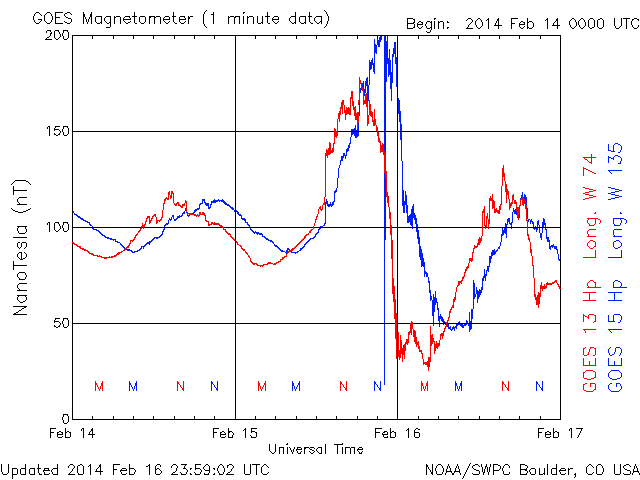 GOES Magnetometer (1 minute data)
Begin: 2014 Feb 14 0000 UTC
NanoTesla (nT)
200
150
100
50
0
M M N N M M N N M M N N
Feb 14 Feb 15 Feb 16 Feb 17
Universal Time
GOES 13 Hp Long. W 74
GOES 15 Hp Long. W 135
Updated 2014 Feb 16 23:59:02 UTC
NOAA/SWPC Boulder, CO USA